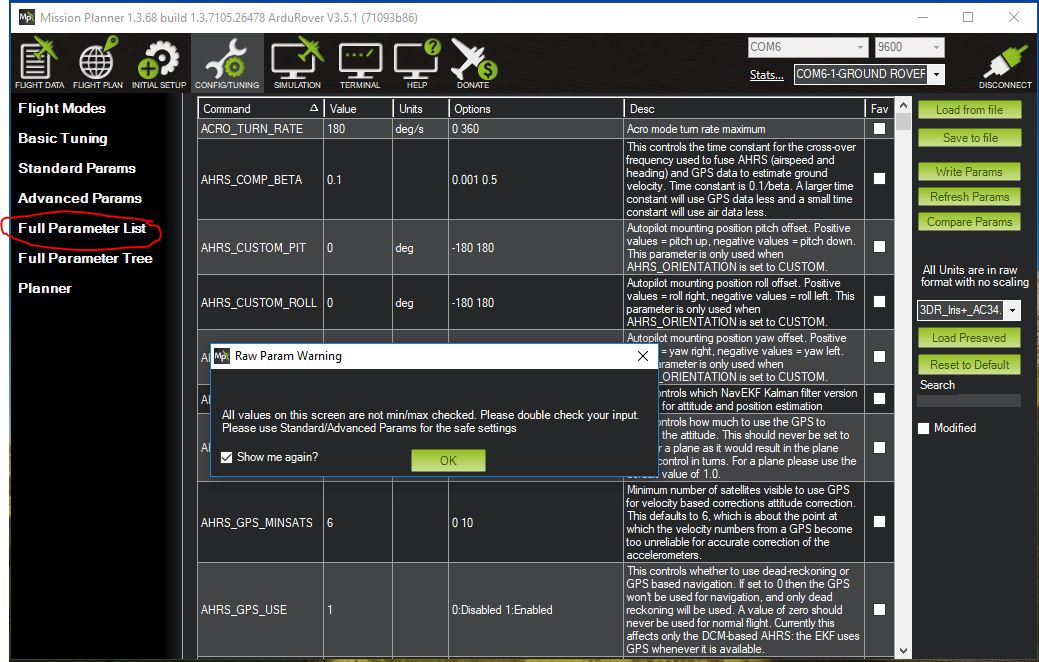 Mission Planner 1.3.68 build 1.3.7105.26478 ArduRover V3.5.1 (71093b86)
FLIGHT DATA
FLIGHT PLAN
INITIAL SETUP
CONFIG/TUNING
SIMULATION
TERMINAL
HELP
DONATE
COM6
9600
Stats...
COM6-1-GROUND ROVER
DISCONNECT
Flight Modes
Basic Tuning
Standard Params
Advanced Params
Full Parameter List
Full Parameter Tree
Planner
Command Value Units Options Desc Fav
ACRO_TURN_RATE 180 deg/s 0 360 Acro mode turn rate maximum
AHRS_COMP_BETA 0.1 0.001 0.5
This controls the time constant for the cross-over
frequency used to fuse AHRS (airspeed and
heading) and GPS data to estimate ground
velocity. Time constant is 0.1/beta. A larger time
constant will use GPS data less and a small time
constant will use air data less.
AHRS_CUSTOM_PIT 0 deg -180 180
Autopilot mounting position pitch offset. Positive
values = pitch up, negative values = pitch down.
This parameter is only used when
AHRS_ORIENTATION is set to CUSTOM.
AHRS_CUSTOM_ROLL 0 deg -180 180
Autopilot mounting position roll offset. Positive
values = roll right, negative values = roll left. This
parameter is only used when
AHRS_ORIENTATION is set to CUSTOM.
Autopilot mounting position yaw offset. Positive
= yaw right, negative values = yaw left.
parameter is only used when
_ORIENTATION is set to CUSTOM.
controls which NavEKF Kalman filter version
for attitude and position estimation
controls how much to use the GPS to
the attitude. This should never be set to
a plane as it would result in the plane
control in turns. For a plane please use the
value of 1.0.
AHRS_GPS_MINSATS 6 0 10
Minimum number of satellites visible to use GPS
for velocity based corrections attitude correction.
This defaults to 6, which is about the point at
which the velocity numbers from a GPS become
too unreliable for accurate correction of the
accelerometers.
AHRS_GPS_USE 1 0:Disabled 1:Enabled
This controls whether to use dead-reckoning or
GPS based navigation. If set to 0 then the GPS
won't be used for navigation, and only dead
reckoning will be used. A value of zero should
never be used for normal flight. Currently this
affects only the DCM-based AHRS: the EKF uses
GPS whenever it is available.
Raw Param Warning
All values on this screen are not min/max checked. Please double check your input.
Please use Standard/Advanced Params for the safe settings
Show me again?
OK
Load from file
Save to file
Write Params
Refresh Params
Compare Params
All Units are in raw
format with no scaling
3DR_Iris+_AC34.
Load Presaved
Reset to Default
Search
Modified